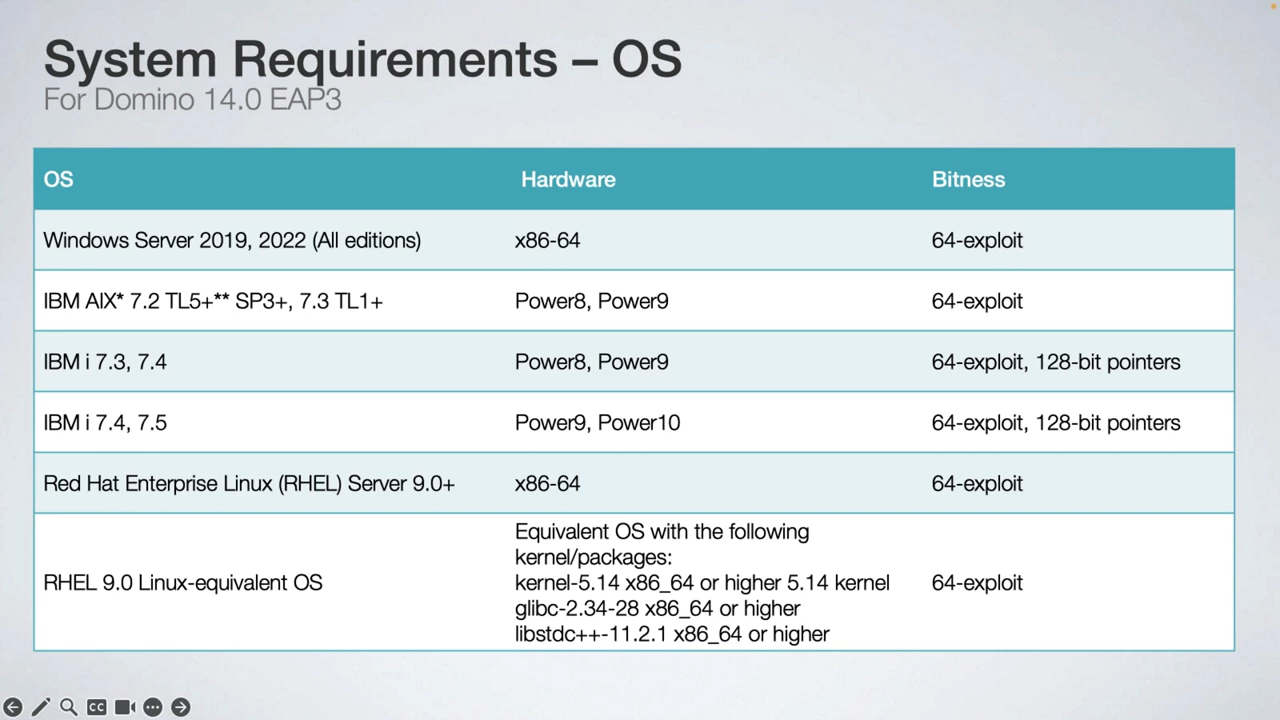 System Requirements – OS
For Domino 14.0 EAP3
OS Hardware Bitness
Windows Server 2019, 2022 (All editions) x86-64 64-exploit
IBM AIX* 7.2 TL5+** SP3+, 7.3 TL1+ Power8, Power9 64-exploit
IBM i 7.3, 7.4 Power8, Power9 64-exploit, 128-bit pointers
IBM i 7.4, 7.5 Power9, Power10 64-exploit, 128-bit pointers
Red Hat Enterprise Linux (RHEL) Server 9.0+ x86-64 64-exploit
Equivalent OS with the following
kernel/packages:
RHEL 9.0 Linux-equivalent OS kernel-5.14 x86_64 or higher 5.14 kernel 64-exploit
glibc-2.34-28 x86_64 or higher
libstdc++-11.2.1 x86_64 or higher
CC